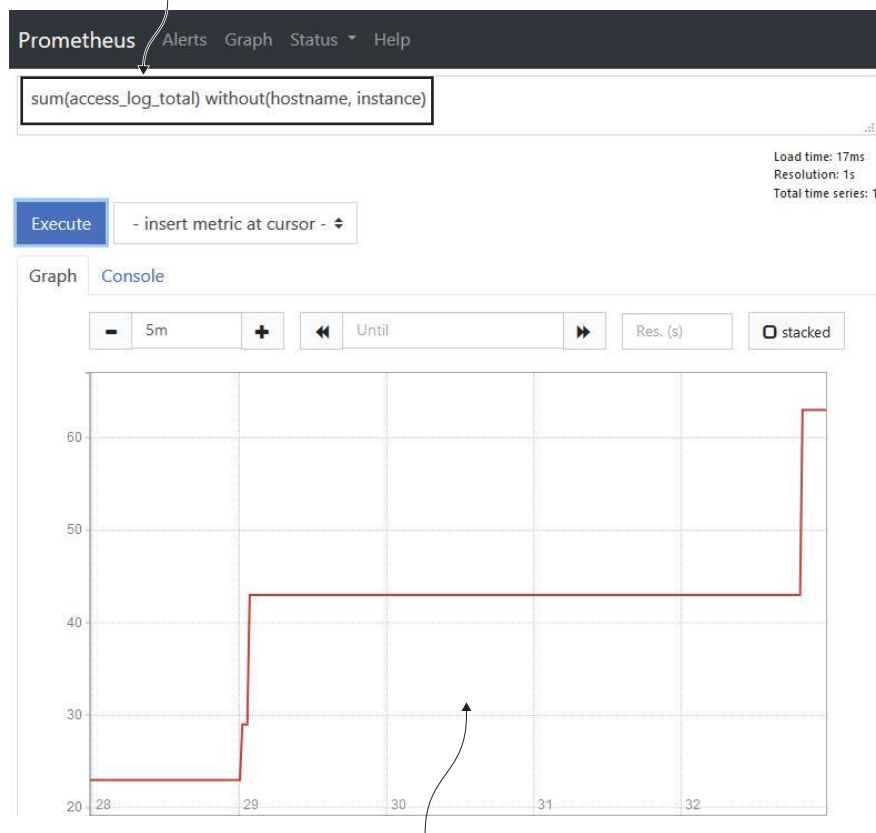 Prometheus Alerts Graph Status Help
sum(access_log_total) without(hostname, instance)
Load time: 17ms
Resolution: 1s
Total time series: 1
Execute - insert metric at cursor -
Graph Console
5m Until Res. (s) stacked
60
50
40
30
20 28 29 30 31 32